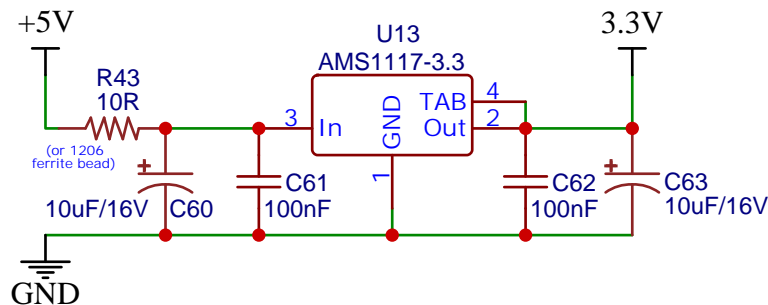 +5V
U13
3.3V
AMS1117-3.3
R43
10R
4
TAB
3
In
GND
Out
2
(or 1206
ferrite bead)
1
+
+
C61
C62
C63
10uF/16V
C60
100nF
100nF
10uF/16V
GND